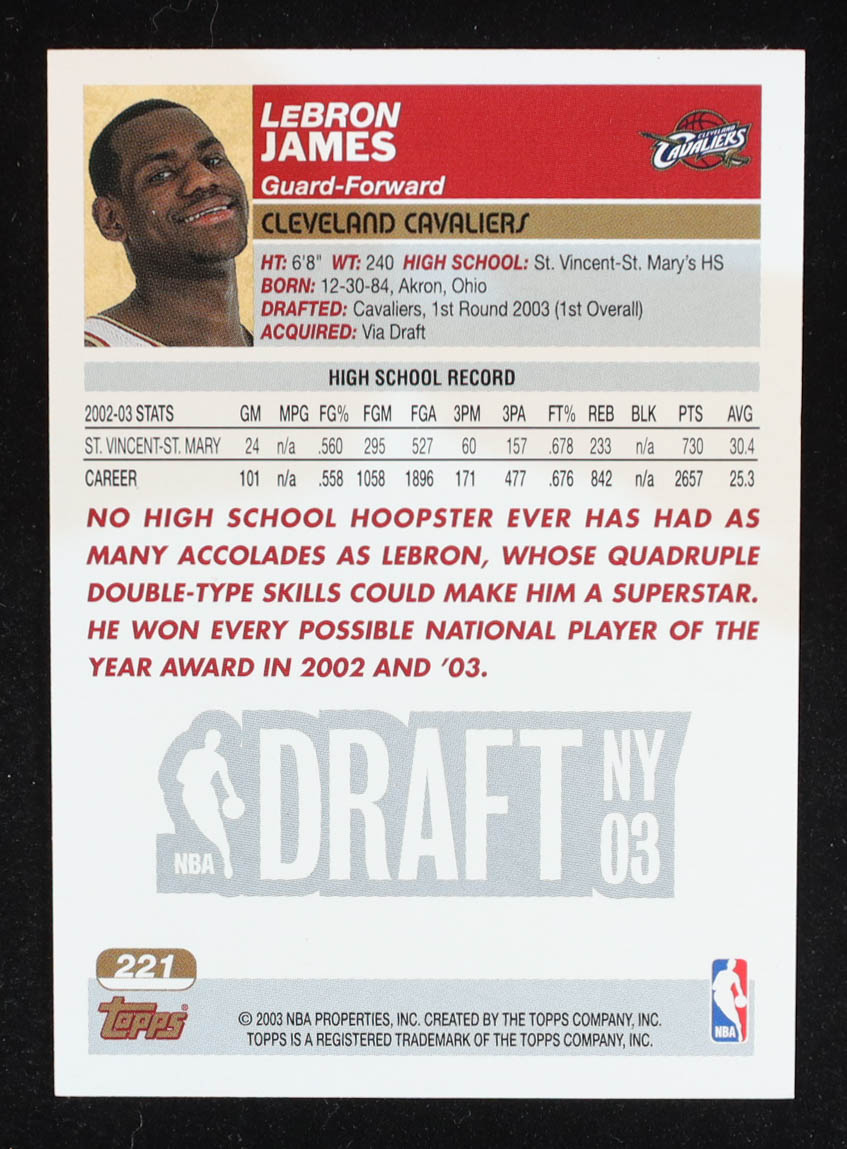 LeBRON
JAMES
Guard-Forward
CLEVELAND
CAVALIERS
CLEVELAND CAVALIERS
HT: 6'8" WT: 240 HIGH SCHOOL: St. Vincent-St. Mary's HS
BORN: 12-30-84, Akron, Ohio
DRAFTED: Cavaliers, 1st Round 2003 (1st Overall)
ACQUIRED: Via Draft
HIGH SCHOOL RECORD
2002-03 STATS GM MPG FG% FGM FGA 3PM 3PA FT% REB BLK PTS AVG
ST. VINCENT-ST. MARY 24 n/a .560 295 527 60 157 .678 233 n/a 730 30.4
CAREER 101 n/a .558 1058 1896 171 477 .676 842 n/a 2657 25.3
NO HIGH SCHOOL HOOPSTER EVER HAS HAD AS
MANY ACCOLADES AS LEBRON, WHOSE QUADRUPLE
DOUBLE-TYPE SKILLS COULD MAKE HIM A SUPERSTAR.
HE WON EVERY POSSIBLE NATIONAL PLAYER OF THE
YEAR AWARD IN 2002 AND '03.
NBA DRAFT NY
03
221
TOPPS®
© 2003 NBA PROPERTIES, INC. CREATED BY THE TOPPS COMPANY, INC.
TOPPS IS A REGISTERED TRADEMARK OF THE TOPPS COMPANY, INC.
NBA